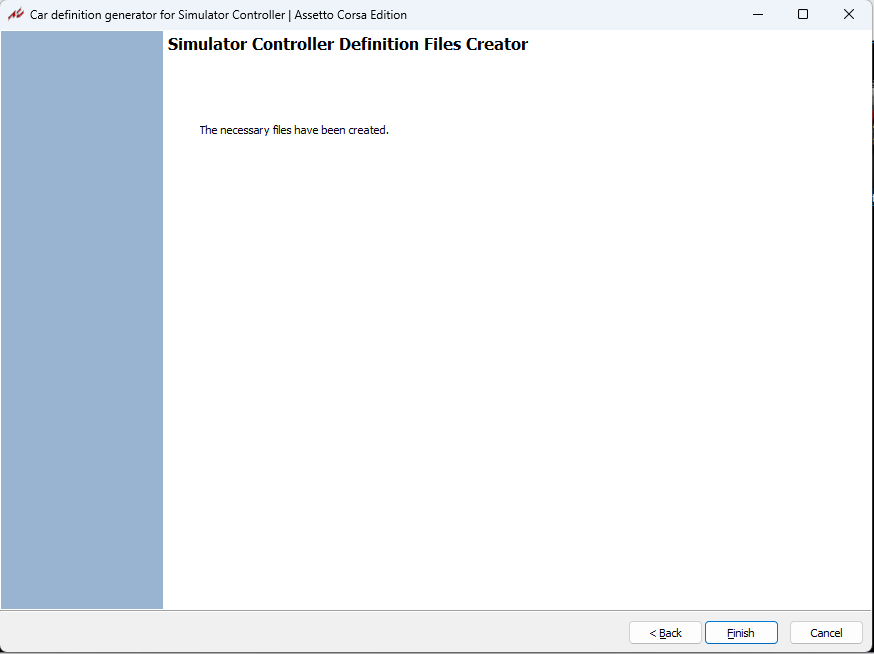 Car definition generator for Simulator Controller | Assetto Corsa Edition
Simulator Controller Definition Files Creator
The necessary files have been created.
< Back
Finish
Cancel